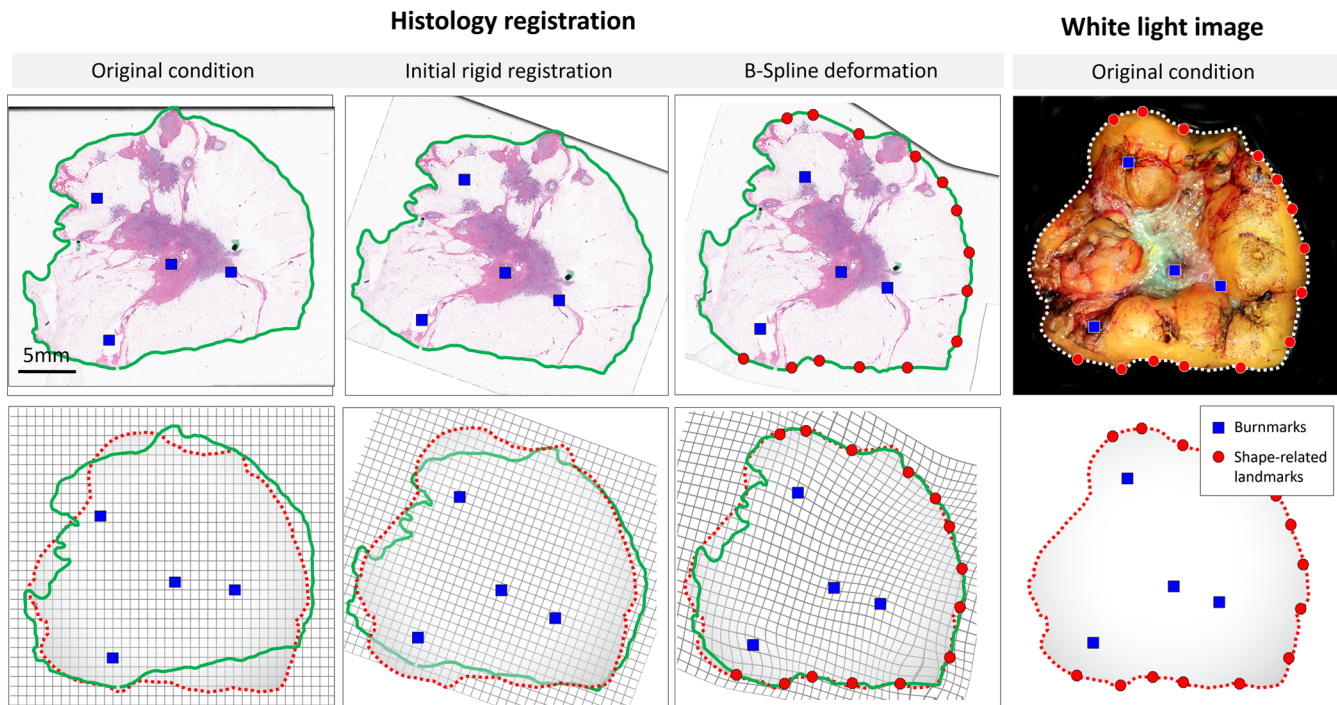 Histology registration
White light image
Original condition
Initial rigid registration
B-Spline deformation
Original condition
5mm
Burnmarks
Shape-related
landmarks